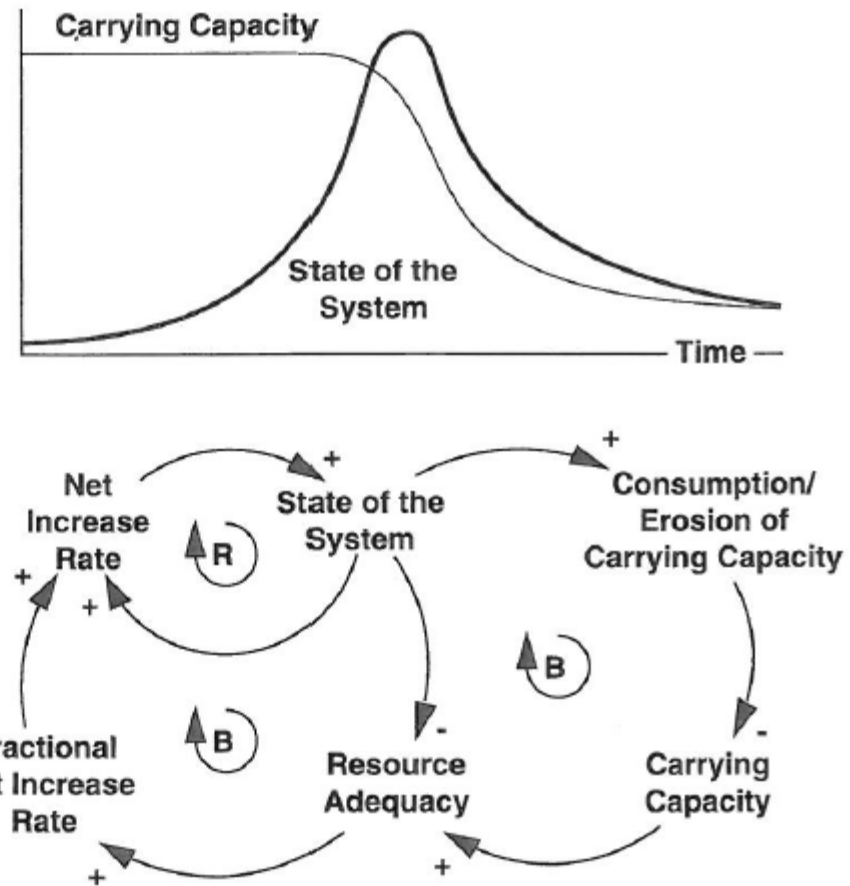 Carrying Capacity
State of the
System
Time
+
+
Net
Increase
Rate
State of the
System
Consumption/
Erosion of
Carrying Capacity
R
+
+
B
B
-
-
ractional
t Increase
Rate
Resource
Adequacy
Carrying
Capacity
+
+